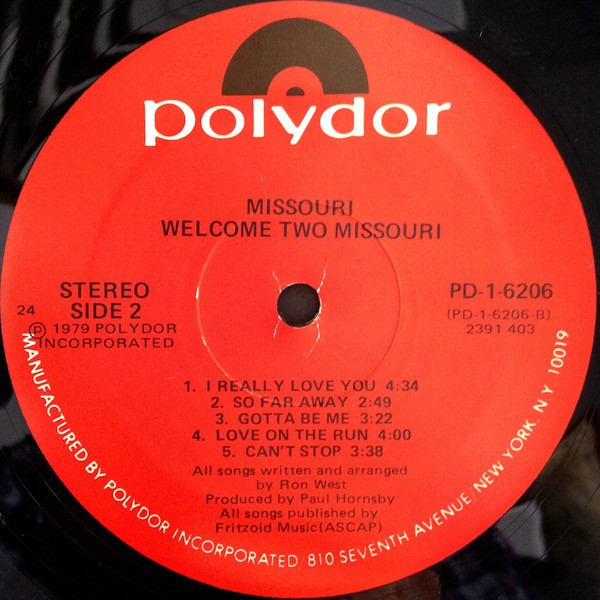 polydor
MISSOURI
WELCOME TWO MISSOURI
STEREO
SIDE 2
24
℗ 1979 POLYDOR
INCORPORATED
PD-1-6206
(PD-1-6206-B)
2391 403
1. I REALLY LOVE YOU 4:34
2. SO FAR AWAY 2:49
3. GOTTA BE ME 3:22
4. LOVE ON THE RUN 4:00
5. CAN'T STOP 3:38
All songs written and arranged
by Ron West
Produced by Paul Hornsby
All songs published by
Fritzoid Music(ASCAP)
MANUFACTURED BY POLYDOR INCORPORATED/810 SEVENTH AVENUE/NEW YORK, N.Y. 10019